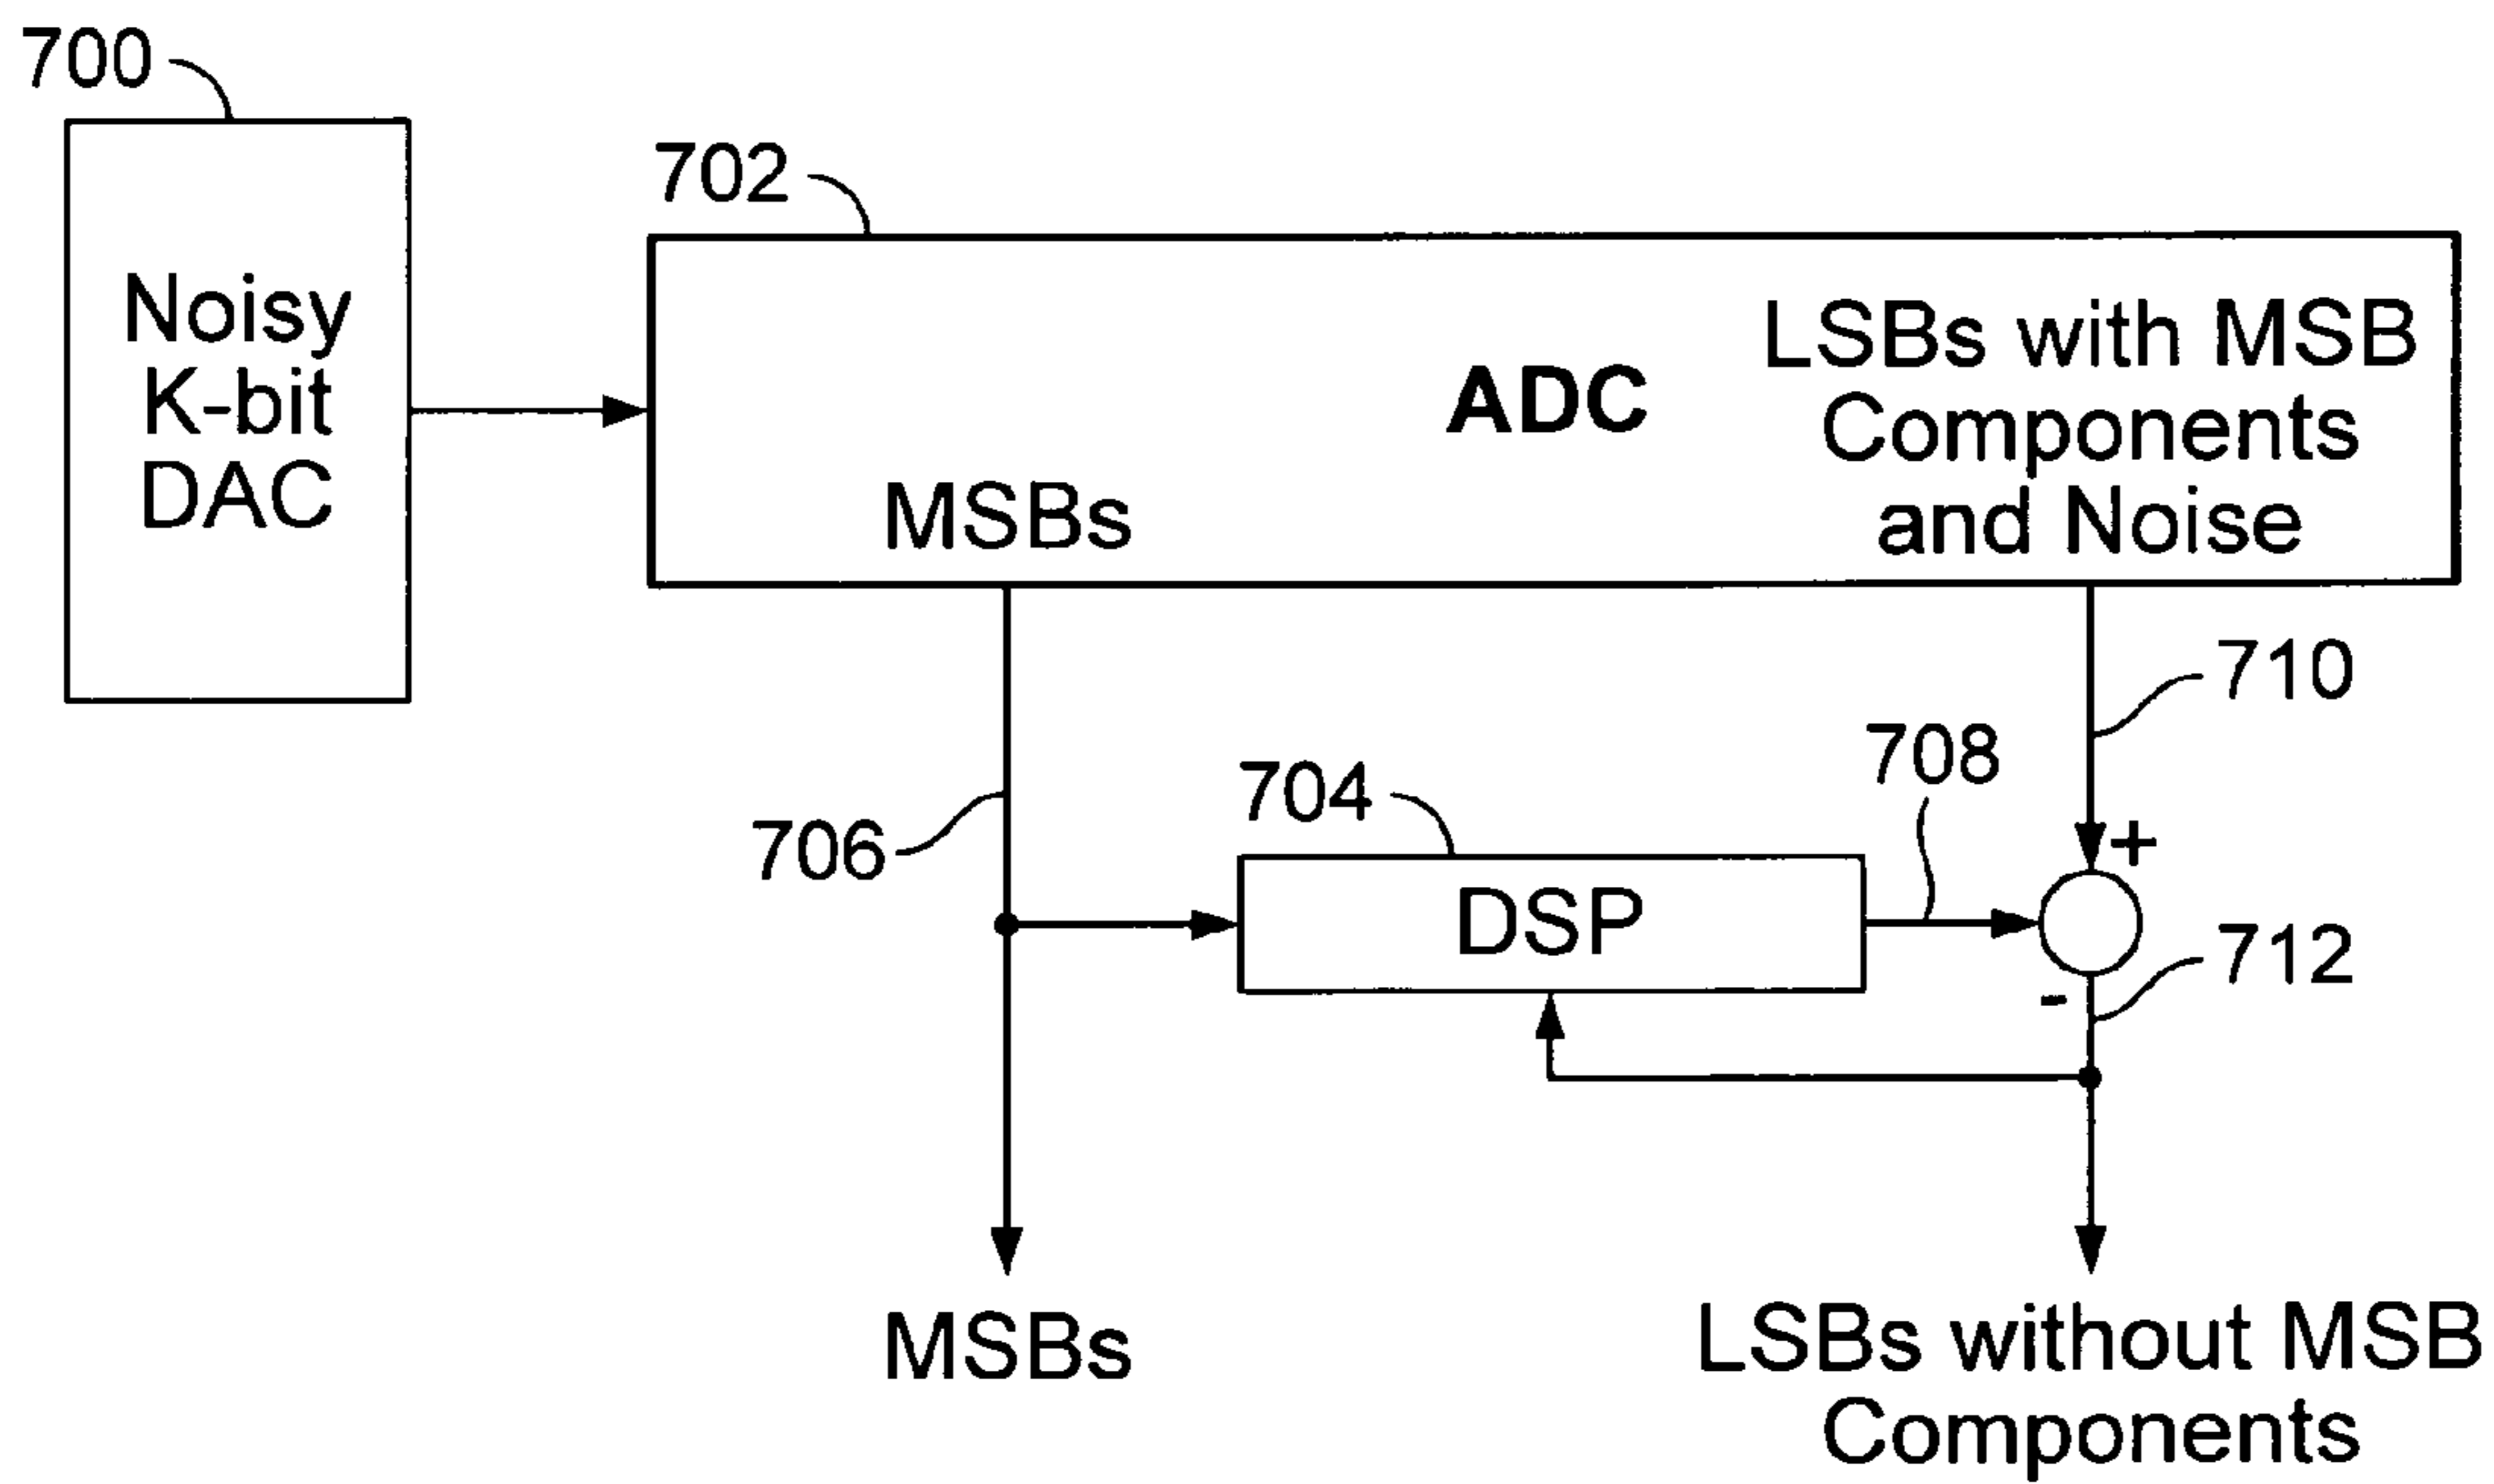 700
702
Noisy
K-bit
DAC
ADC
LSBs with MSB
Components
and Noise
MSBs
710
708
704
706
+
DSP
712
-
MSBs
LSBs without MSB
Components